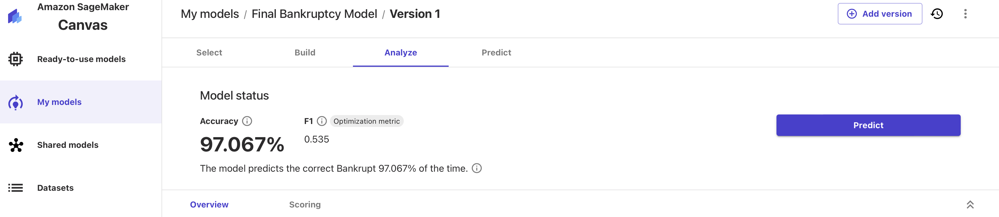 Amazon SageMaker
Canvas
Ready-to-use models
My models
Shared models
Datasets
My models / Final Bankruptcy Model / Version 1
Add version
Select Build Analyze Predict
Model status
Accuracy F1 Optimization metric
97.067% 0.535
Predict
The model predicts the correct Bankrupt 97.067% of the time.
Overview Scoring